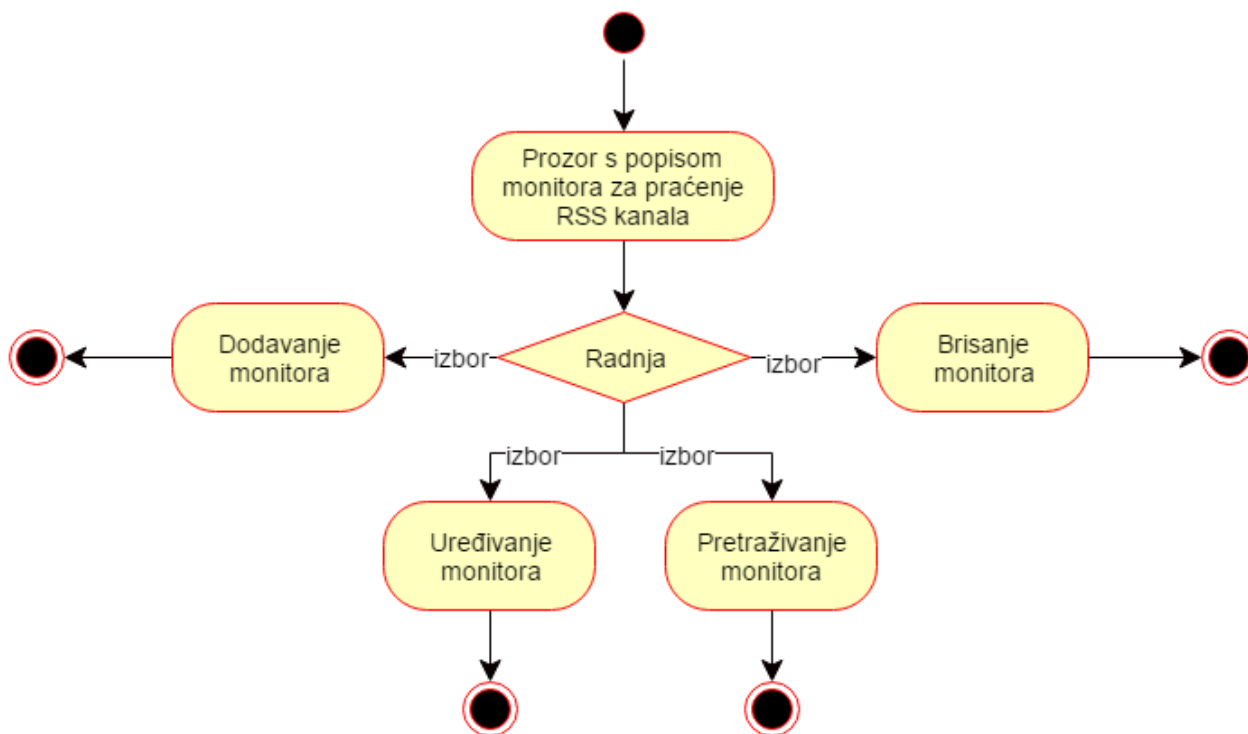 Prozor s popisom
monitora za praćenje
RSS kanala
Dodavanje
monitora
izbor
Radnja
izbor
Brisanje
monitora
izbor
izbor
Uređivanje
monitora
Pretraživanje
monitora